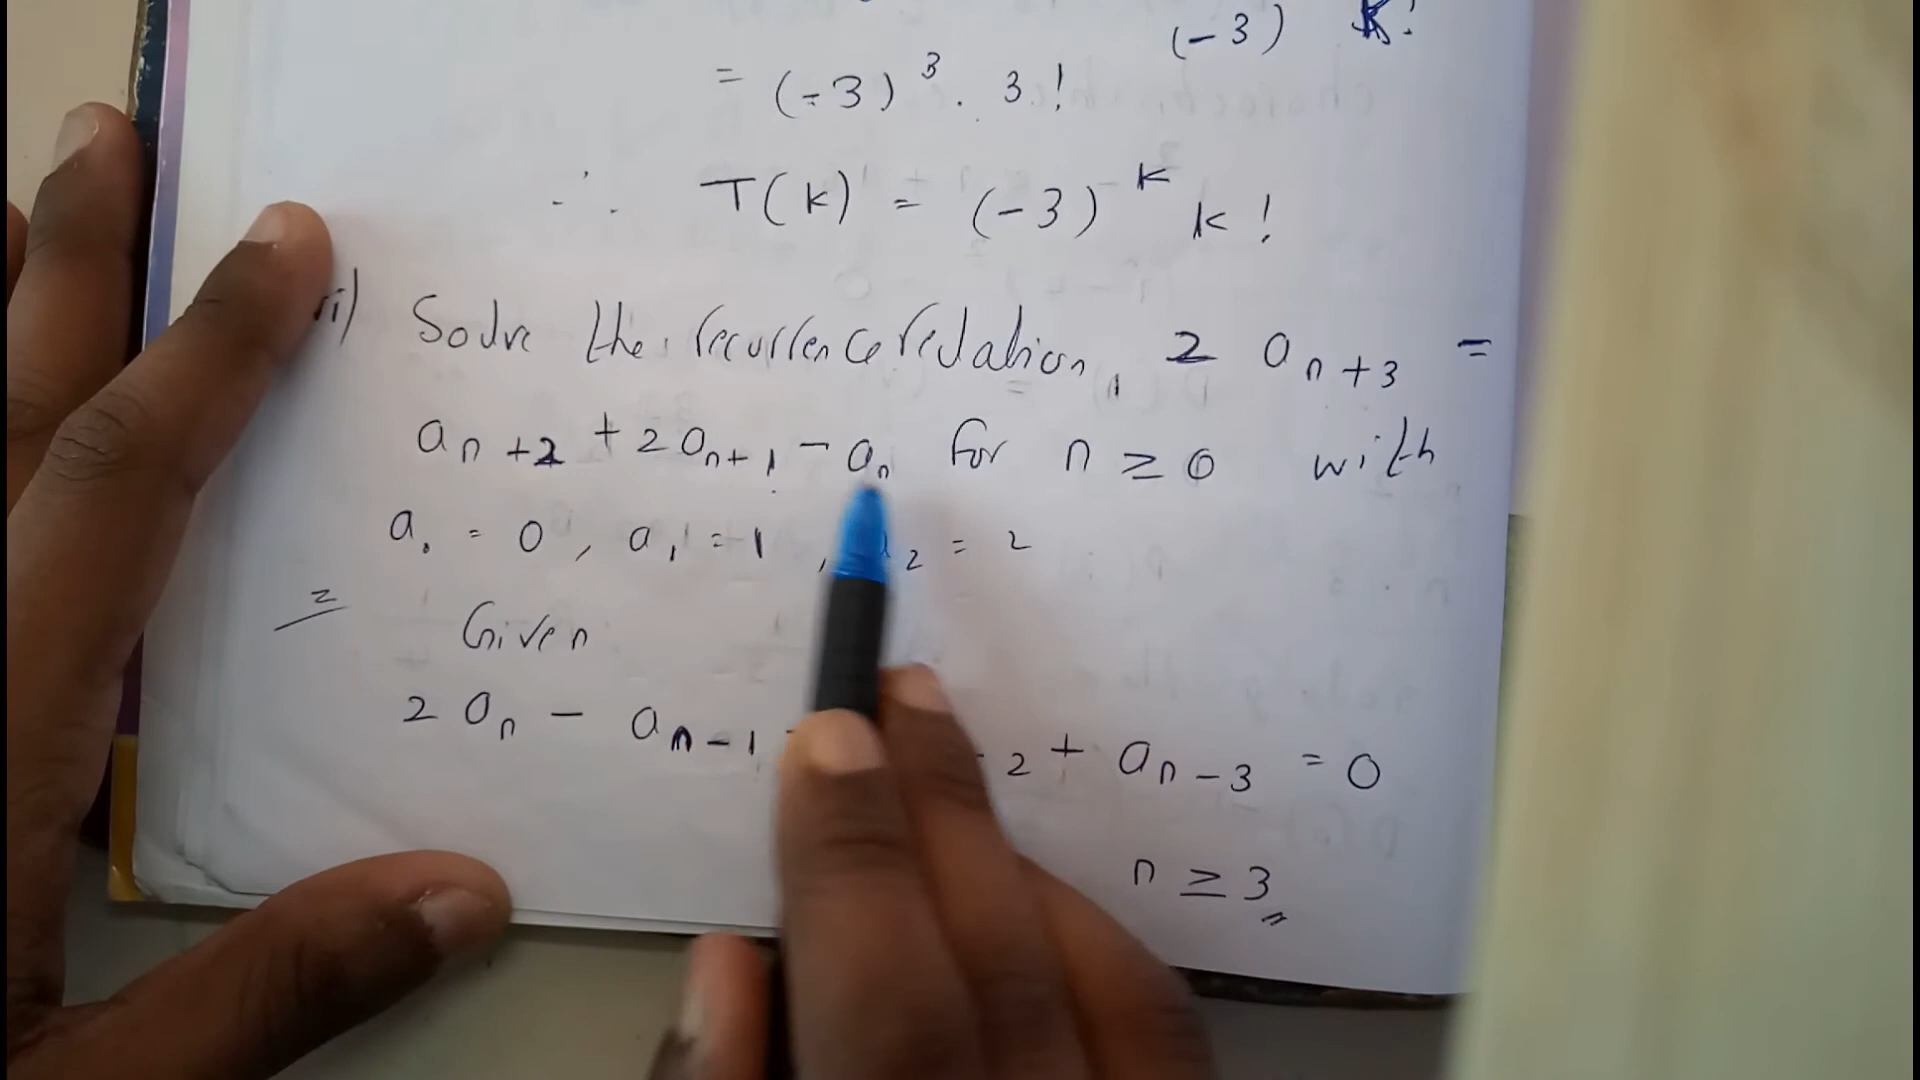 (-3) K!
= (-3)³ . 3!
∴ T(k) = (-3)ᵏ k!
ii) Solve the recurrence relation, 2 aₙ₊₃ =
aₙ₊₂ + 2aₙ₊₁ - aₙ for n ≥ 0 with
a₀ = 0, a₁ = 1, ₂ = 2
Given
2 aₙ - aₙ₋₁ ₋₂ + aₙ₋₃ = 0
n ≥ 3